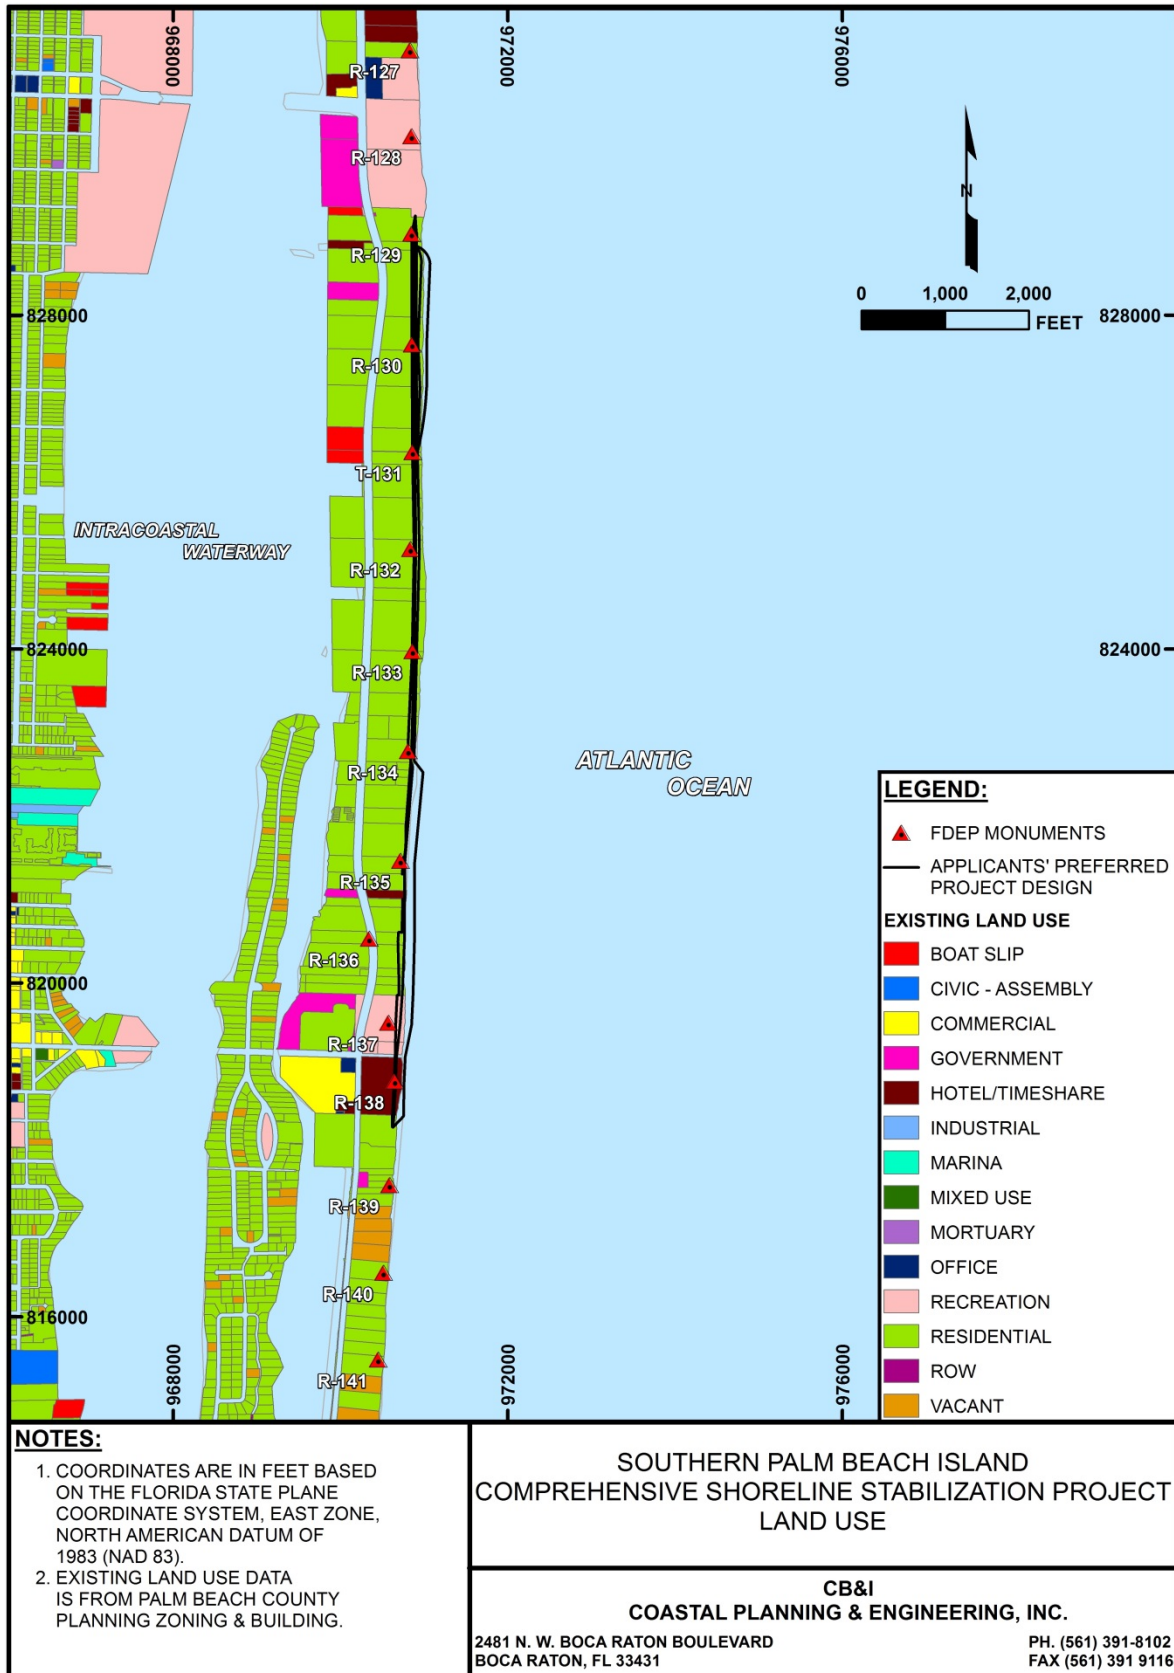 968000
972000
976000
R-127
R-128
N
R-129
0 1,000 2,000
FEET
828000
828000
R-130
T-131
INTRACOASTAL
WATERWAY
R-132
824000
824000
R-133
R-134
ATLANTIC
OCEAN
R-135
R-136
820000
R-137
R-138
R-139
R-140
816000
R-141
968000
972000
976000
LEGEND:
FDEP MONUMENTS
APPLICANTS' PREFERRED
PROJECT DESIGN
EXISTING LAND USE
BOAT SLIP
CIVIC - ASSEMBLY
COMMERCIAL
GOVERNMENT
HOTEL/TIMESHARE
INDUSTRIAL
MARINA
MIXED USE
MORTUARY
OFFICE
RECREATION
RESIDENTIAL
ROW
VACANT
NOTES:
1. COORDINATES ARE IN FEET BASED
ON THE FLORIDA STATE PLANE
COORDINATE SYSTEM, EAST ZONE,
NORTH AMERICAN DATUM OF
1983 (NAD 83).
2. EXISTING LAND USE DATA
IS FROM PALM BEACH COUNTY
PLANNING ZONING & BUILDING.
SOUTHERN PALM BEACH ISLAND
COMPREHENSIVE SHORELINE STABILIZATION PROJECT
LAND USE
CB&I
COASTAL PLANNING & ENGINEERING, INC.
2481 N. W. BOCA RATON BOULEVARD
BOCA RATON, FL 33431
PH. (561) 391-8102
FAX (561) 391 9116